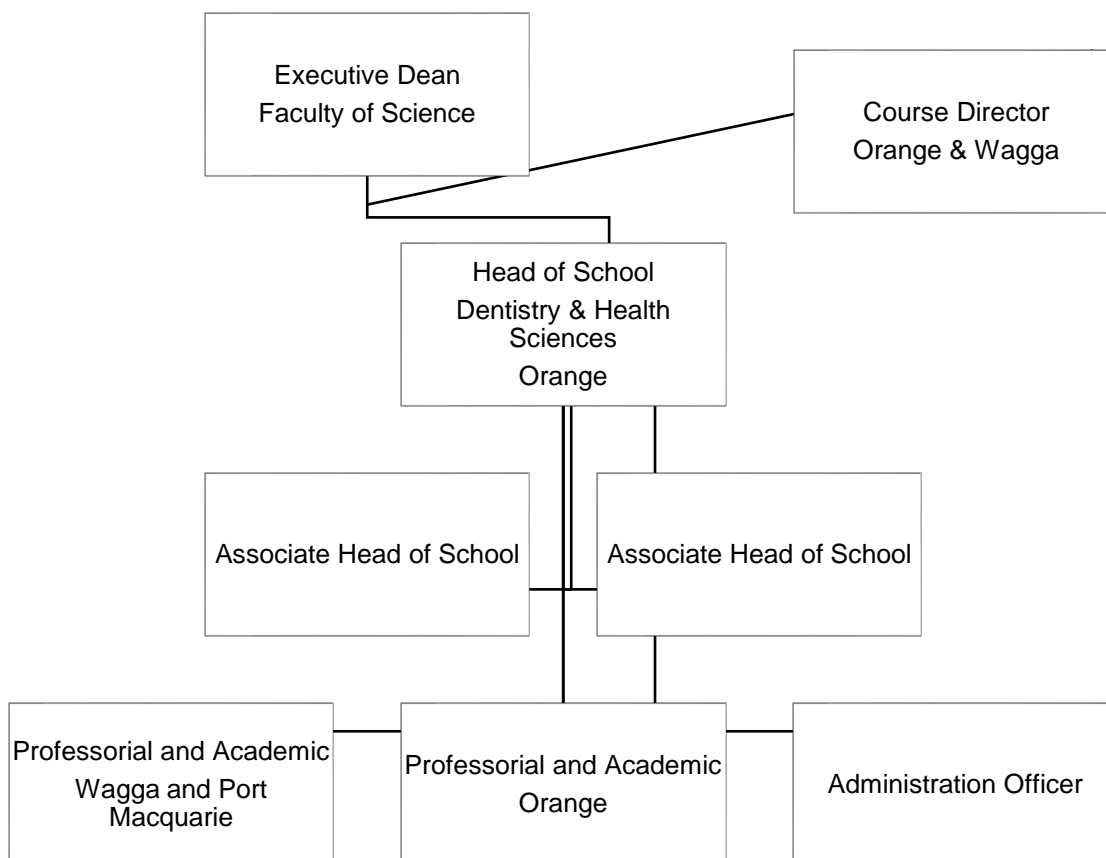 Executive Dean
Faculty of Science
Course Director
Orange & Wagga
Head of School
Dentistry & Health
Sciences
Orange
Associate Head of School
Associate Head of School
Professorial and Academic
Wagga and Port
Macquarie
Professorial and Academic
Orange
Administration Officer